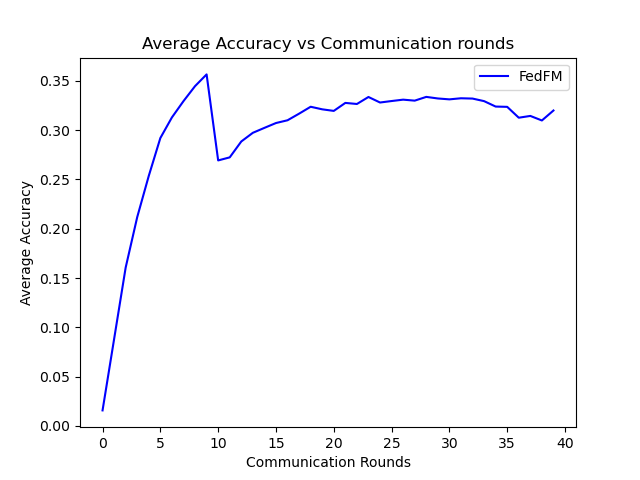 Average Accuracy vs Communication rounds
FedFM
0.35
0.30
0.25
0.20
0.15
0.10
0.05
0.00
Average Accuracy
0 5 10 15 20 25 30 35 40
Communication Rounds